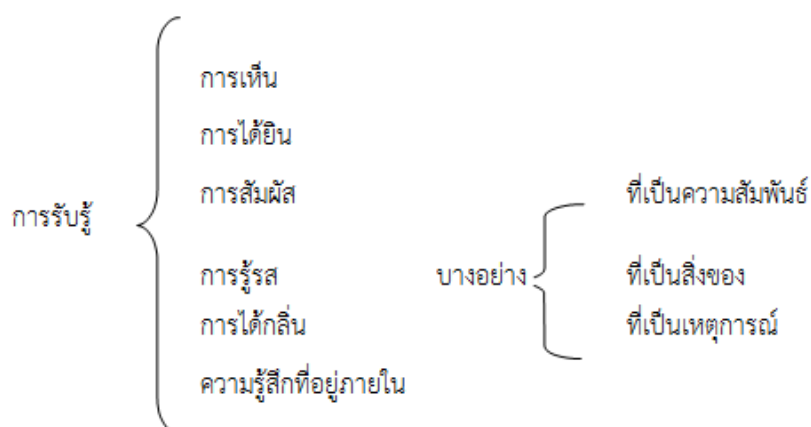 การเห็น
การได้ยิน
การสัมผัส ที่เป็นความสัมพันธ์
การรับรู้
การรู้รส บางอย่าง ที่เป็นสิ่งของ
การได้กลิ่น ที่เป็นเหตุการณ์
ความรู้สึกที่อยู่ภายใน